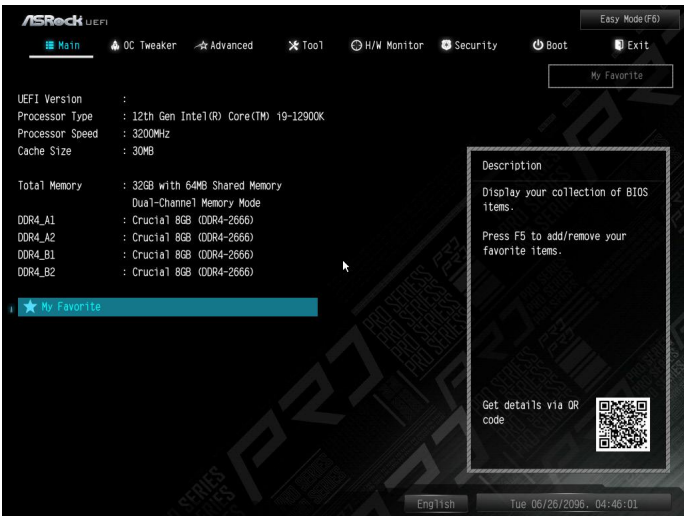 ASRock UEFI
Easy Mode(F6)
Main OC Tweaker Advanced Tool H/W Monitor Security Boot Exit
My Favorite
UEFI Version :
Processor Type : 12th Gen Intel(R) Core(TM) i9-12900K
Processor Speed : 3200MHz
Cache Size : 30MB
Total Memory : 32GB with 64MB Shared Memory
Dual-Channel Memory Mode
DDR4_A1 : Crucial 8GB (DDR4-2666)
DDR4_A2 : Crucial 8GB (DDR4-2666)
DDR4_B1 : Crucial 8GB (DDR4-2666)
DDR4_B2 : Crucial 8GB (DDR4-2666)
My Favorite
Description
Display your collection of BIOS
items.
Press F5 to add/remove your
favorite items.
Get details via QR
code
PRO
SERIES
English
Tue 06/26/2096, 04:46:01